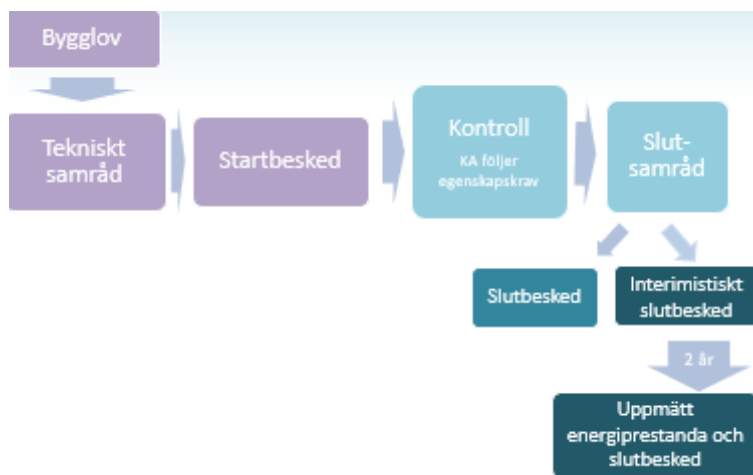 Bygglov
Tekniskt
samråd
Startbesked
Kontroll
KA följer
egenskapskrav
Slut-
samråd
Slutbesked
Interimistiskt
slutbesked
2 år
Uppmätt
energiprestanda och
slutbesked